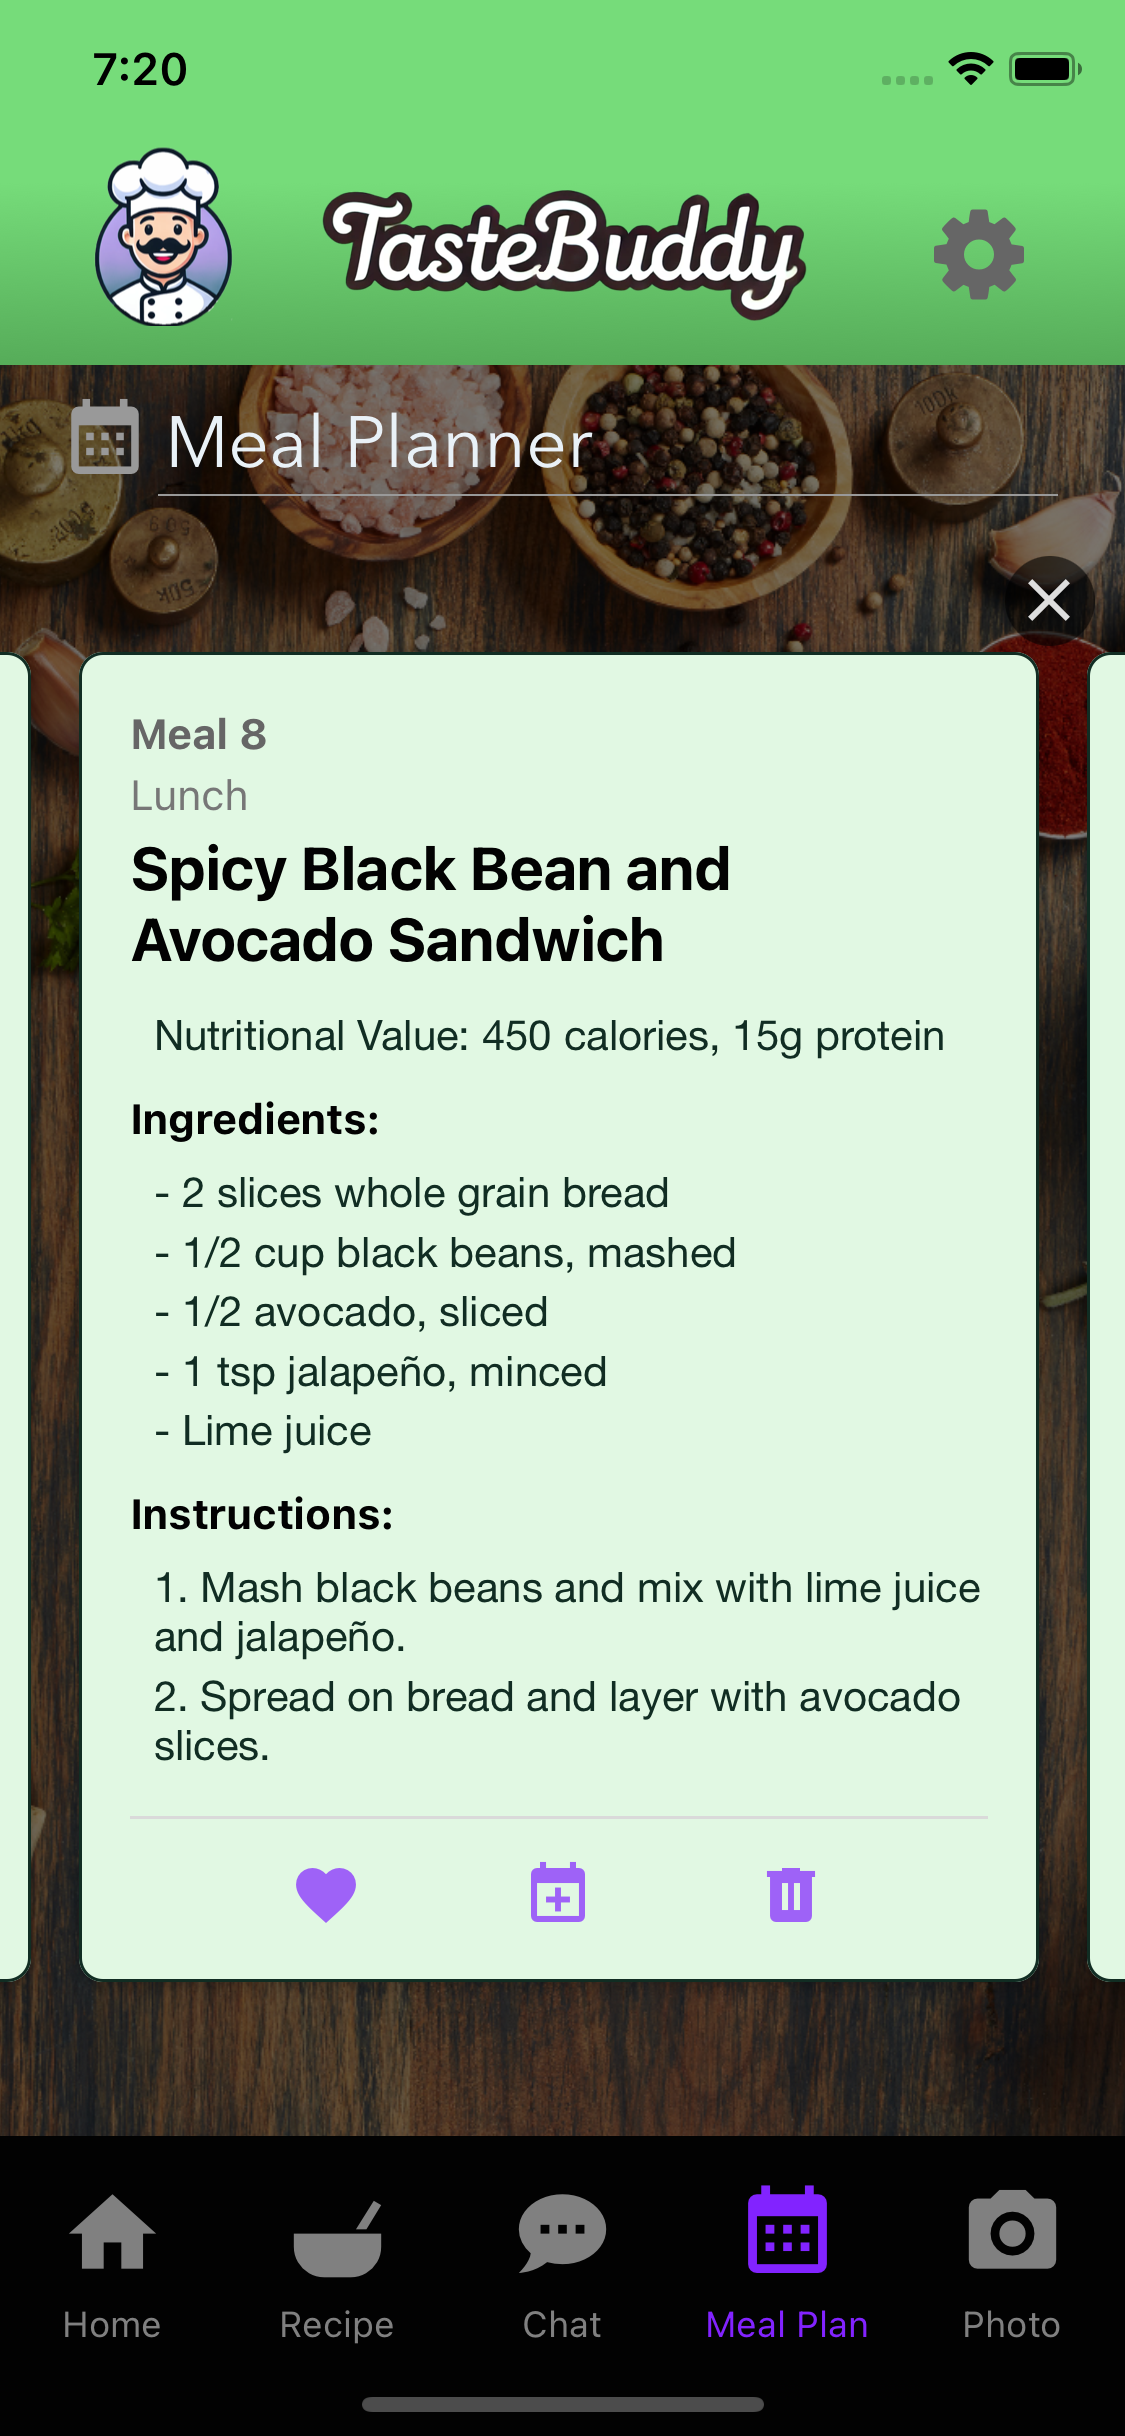 7:20
TasteBuddy
Meal Planner
Meal 8
Lunch
Spicy Black Bean and
Avocado Sandwich
Nutritional Value: 450 calories, 15g protein
Ingredients:
- 2 slices whole grain bread
- 1/2 cup black beans, mashed
- 1/2 avocado, sliced
- 1 tsp jalapeño, minced
- Lime juice
Instructions:
1. Mash black beans and mix with lime juice
and jalapeño.
2. Spread on bread and layer with avocado
slices.
Home
Recipe
Chat
Meal Plan
Photo